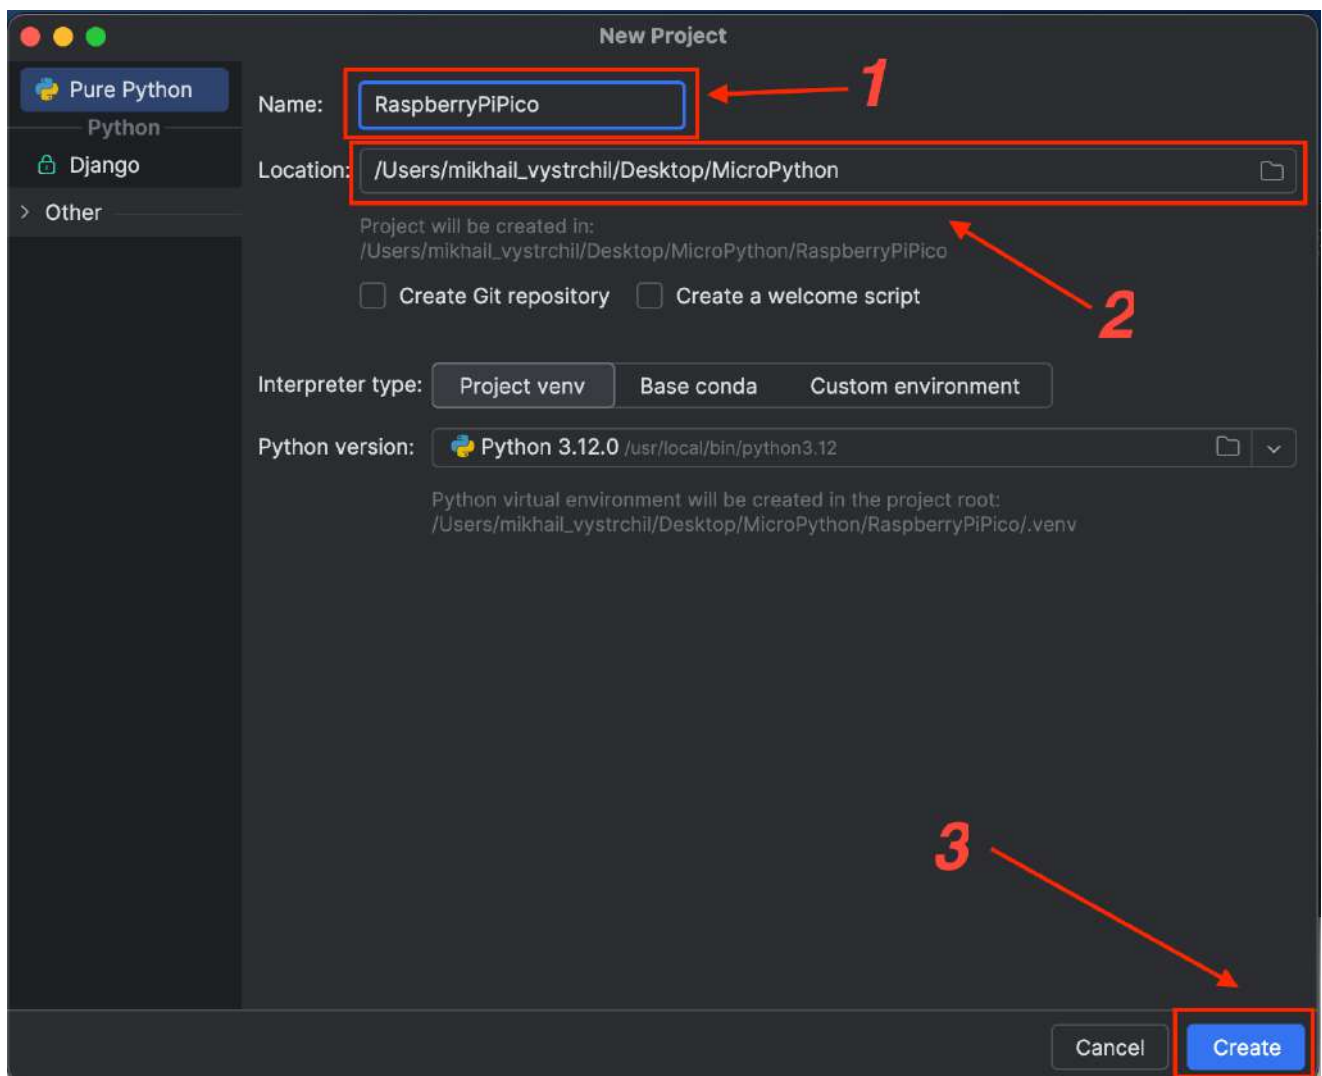 New Project
Pure Python
Python
Django
Other
Name: RaspberryPiPico
1
Location: /Users/mikhail_vystrchil/Desktop/MicroPython
Project will be created in:
/Users/mikhail_vystrchil/Desktop/MicroPython/RaspberryPiPico
2
Create Git repository Create a welcome script
Interpreter type: Project venv Base conda Custom environment
Python version: Python 3.12.0 /usr/local/bin/python3.12
Python virtual environment will be created in the project root:
/Users/mikhail_vystrchil/Desktop/MicroPython/RaspberryPiPico/.venv
3
Cancel Create